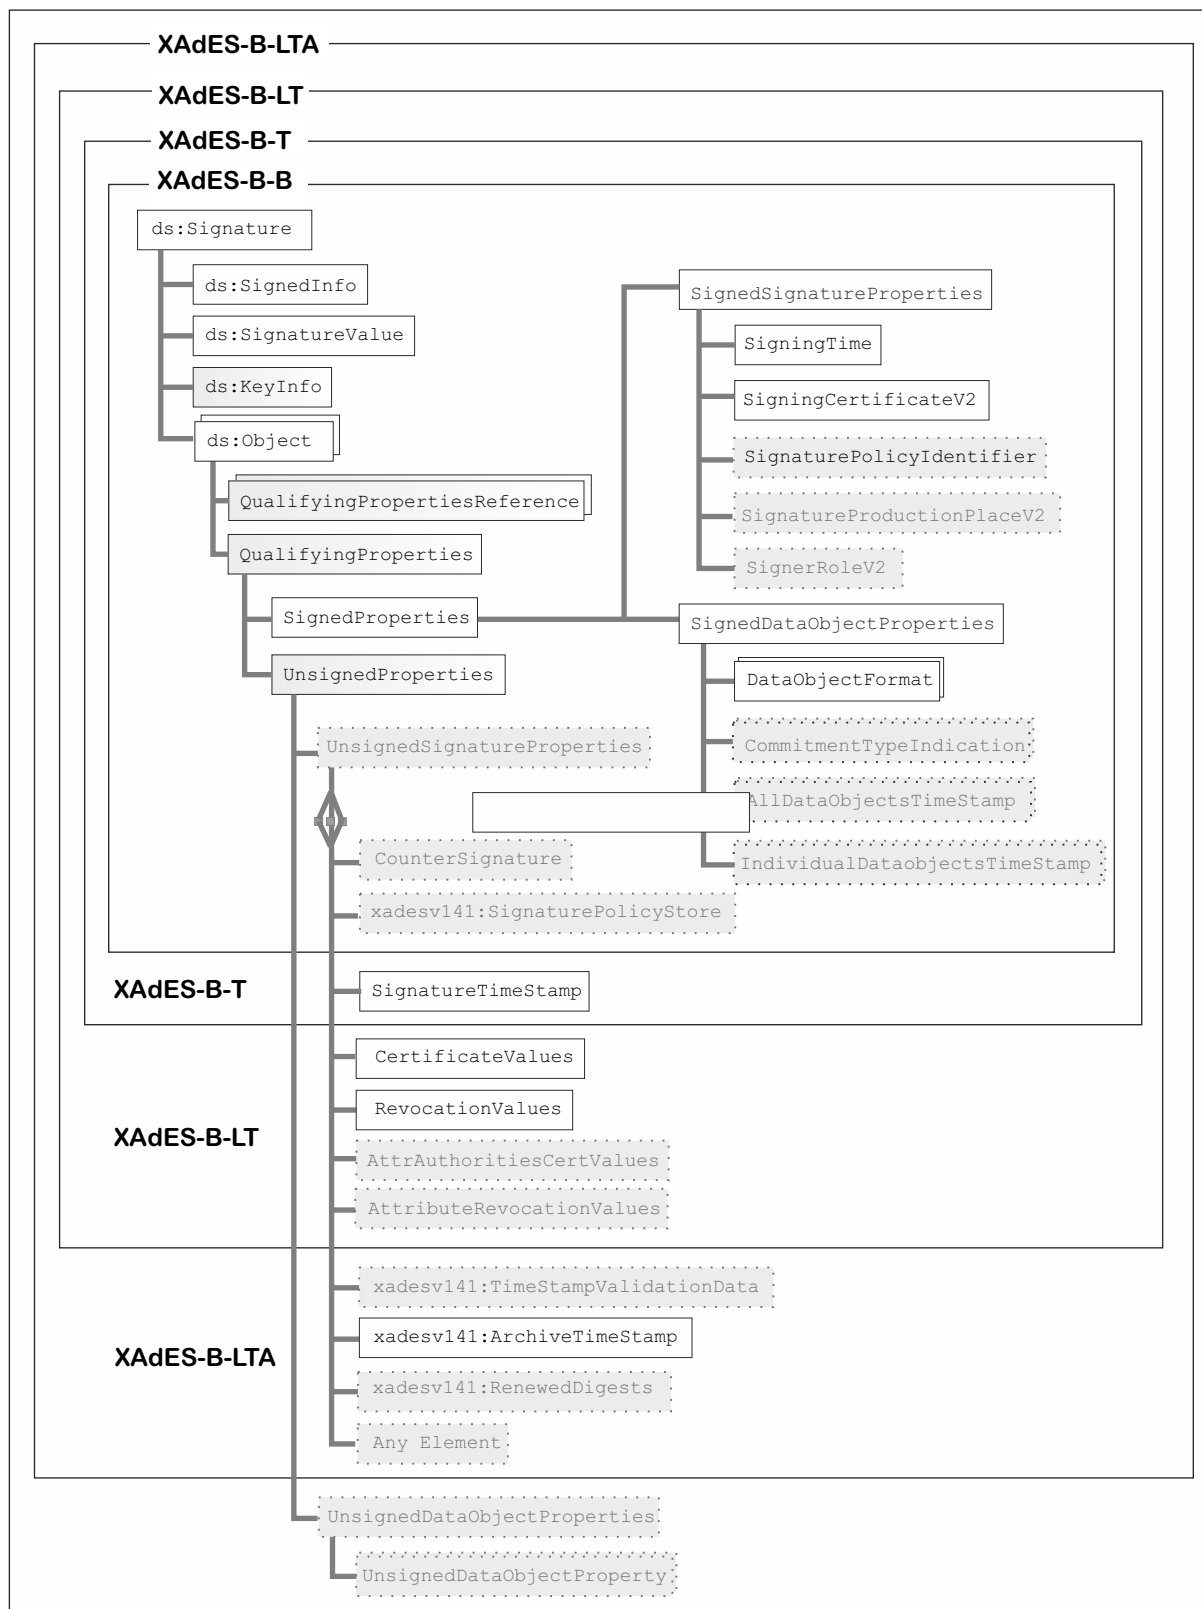 XAdES-B-LTA
XAdES-B-LT
XAdES-B-T
XAdES-B-B
ds:Signature
ds:SignedInfo
ds:SignatureValue
ds:KeyInfo
ds:Object
QualifyingPropertiesReference
QualifyingProperties
SignedProperties
UnsignedProperties
SignedSignatureProperties
SigningTime
SigningCertificateV2
SignaturePolicyIdentifier
SignatureProductionPlaceV2
SignerRoleV2
SignedDataObjectProperties
DataObjectFormat
CommitmentTypeIndication
AllDataObjectsTimeStamp
IndividualDataobjectsTimeStamp
UnsignedSignatureProperties
CounterSignature
xadesv141:SignaturePolicyStore
XAdES-B-T
SignatureTimeStamp
CertificateValues
RevocationValues
XAdES-B-LT
AttrAuthoritiesCertValues
AttributeRevocationValues
xadesv141:TimeStampValidationData
xadesv141:ArchiveTimeStamp
XAdES-B-LTA
xadesv141:RenewedDigests
Any Element
UnsignedDataObjectProperties
UnsignedDataObjectProperty